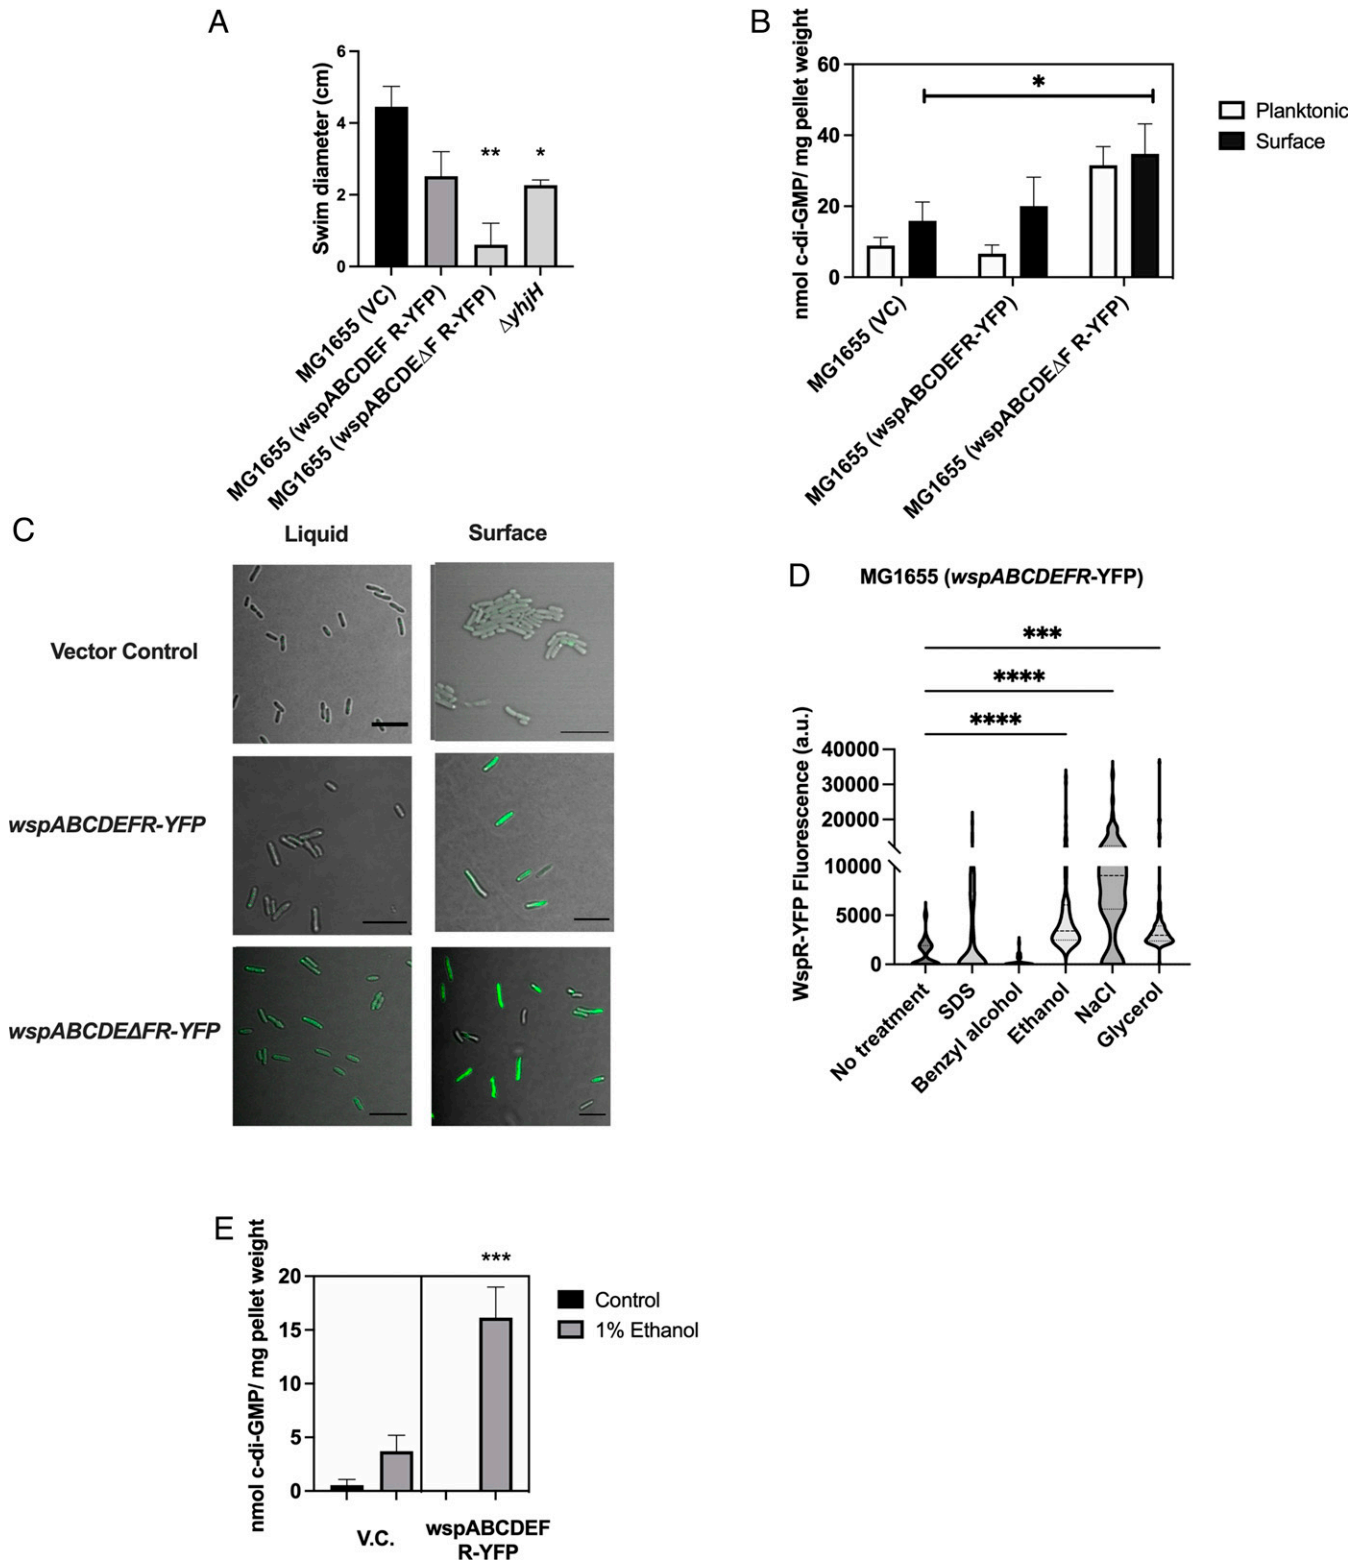 A
Swim diameter (cm)
6
4
2
0
**
*
MG1655 (VC)
MG1655 (wspABCDEF R-YFP)
MG1655 (wspABCDEΔF R-YFP)
ΔyhjH
B
nmol c-di-GMP/ mg pellet weight
60
40
20
0
*
Planktonic
Surface
MG1655 (VC)
MG1655 (wspABCDEFR-YFP)
MG1655 (wspABCDEΔF R-YFP)
C
Liquid
Surface
Vector Control
wspABCDEFR-YFP
wspABCDEΔFR-YFP
D
MG1655 (wspABCDEFR-YFP)
***
****
****
WspR-YFP Fluorescence (a.u.)
40000
30000
20000
10000
5000
0
No treatment
SDS
Benzyl alcohol
Ethanol
NaCl
Glycerol
E
nmol c-di-GMP/ mg pellet weight
20
15
10
5
0
***
Control
1% Ethanol
V.C.
wspABCDEF
R-YFP